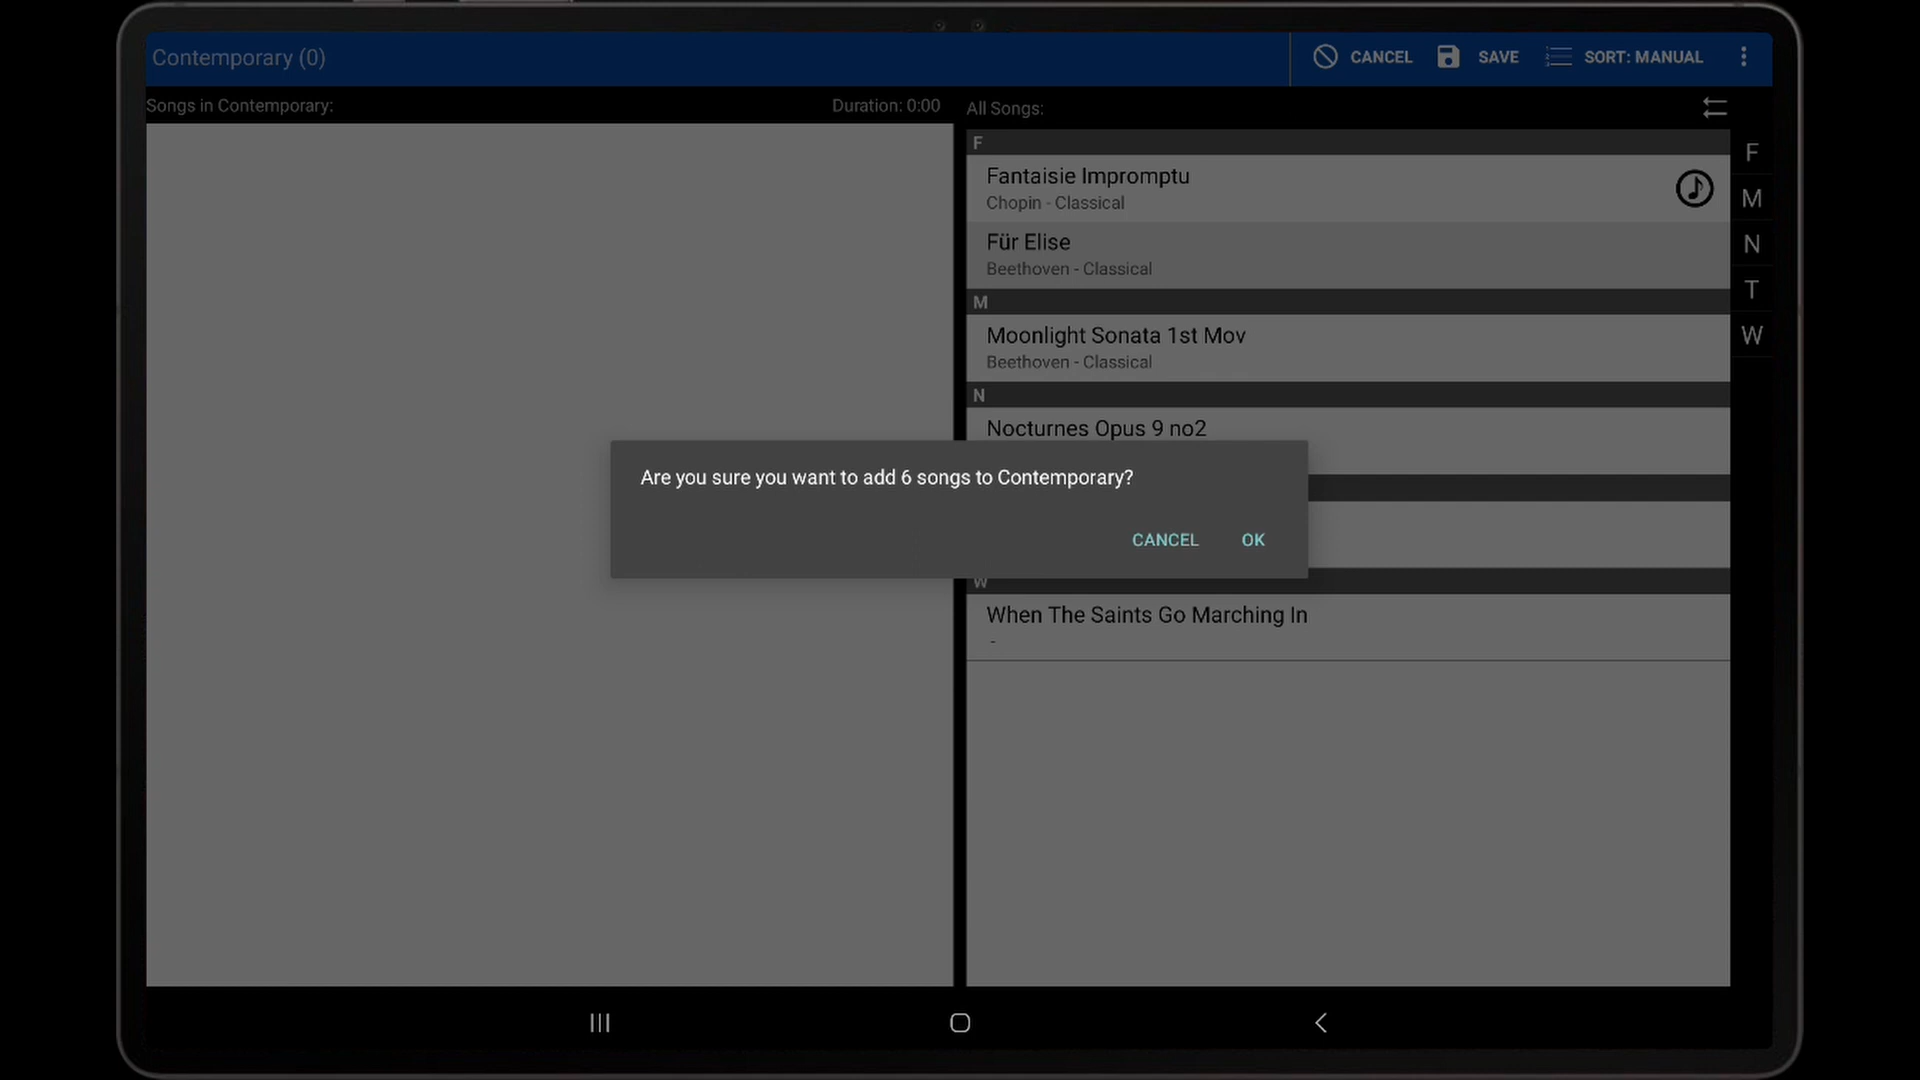 Contemporary (0)
CANCEL
SAVE
SORT: MANUAL
Songs in Contemporary:
Duration: 0:00
All Songs:
F
Fantaisie Impromptu
Chopin - Classical
Für Elise
Beethoven - Classical
M
Moonlight Sonata 1st Mov
Beethoven - Classical
N
Nocturnes Opus 9 no2
Are you sure you want to add 6 songs to Contemporary?
CANCEL
OK
W
When The Saints Go Marching In
-
F
M
N
T
W